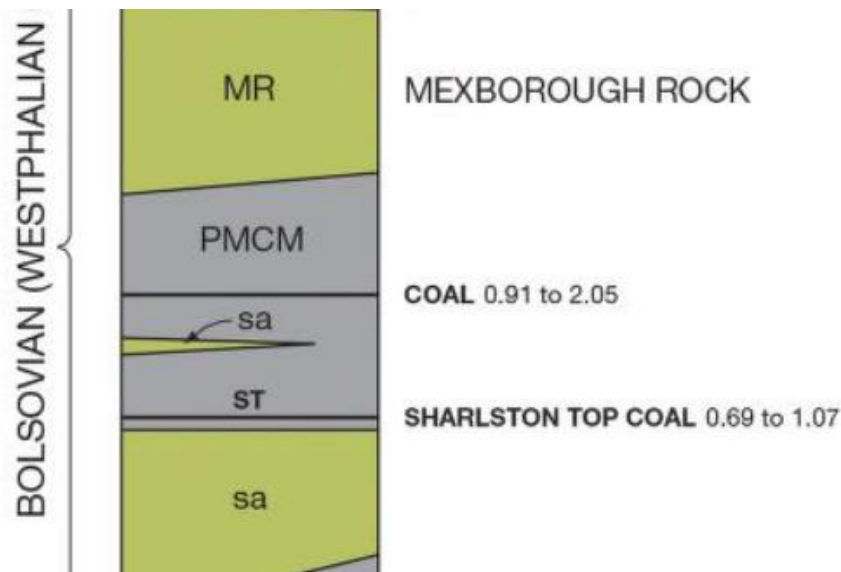 BOLSOVIAN (WESTPHALIAN
MR
MEXBOROUGH ROCK
PMCM
COAL 0.91 to 2.05
sa
ST
SHARLSTON TOP COAL 0.69 to 1.07
sa